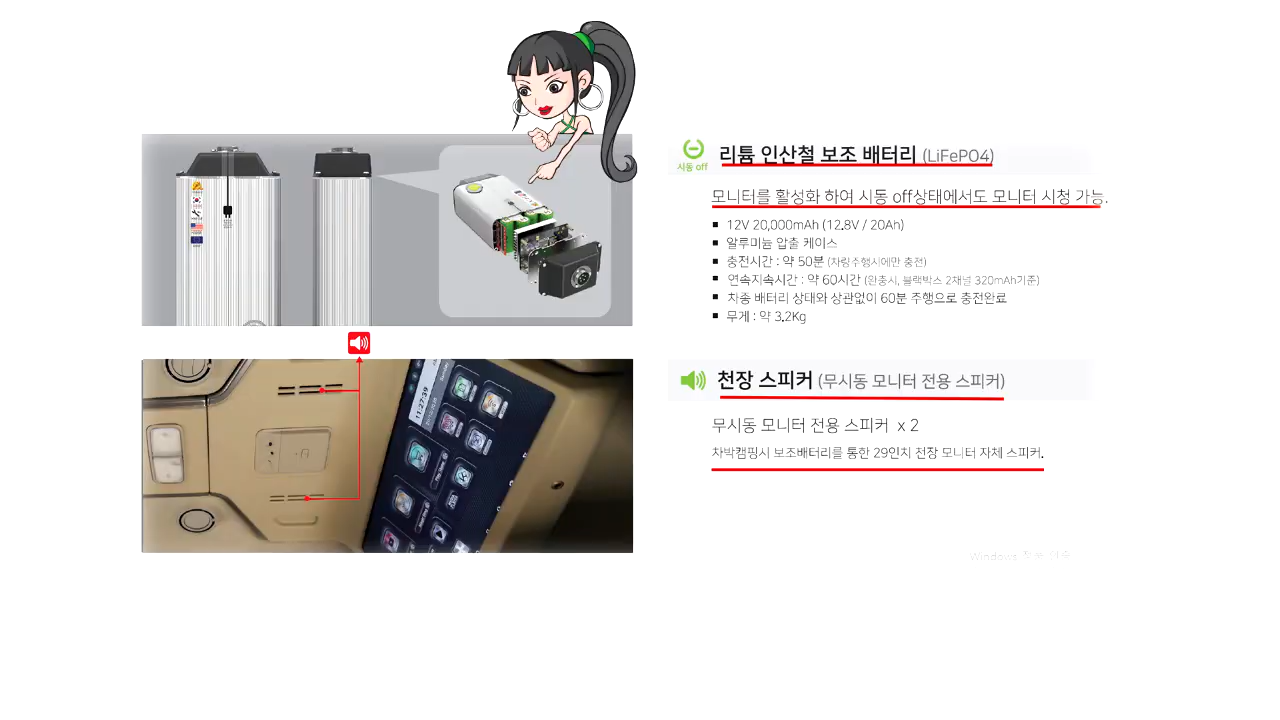 시동 off
리튬 인산철 보조 배터리 (LiFePO4)
모니터를 활성화 하여 시동 off상태에서도 모니터 시청 가능.
■ 12V 20,000mAh (12.8V / 20Ah)
■ 알루미늄 압출 케이스
■ 충전시간 : 약 50분 (차량주행시에만 충전)
■ 연속지속시간 : 약 60시간 (완충시, 블랙박스 2채널 320mAh기준)
■ 차종 배터리 상태와 상관없이 60분 주행으로 충전완료
■ 무게 : 약 3.2Kg
천장 스피커 (무시동 모니터 전용 스피커)
무시동 모니터 전용 스피커 x 2
차박캠핑시 보조배터리를 통한 29인치 천장 모니터 자체 스피커.
11:27:39